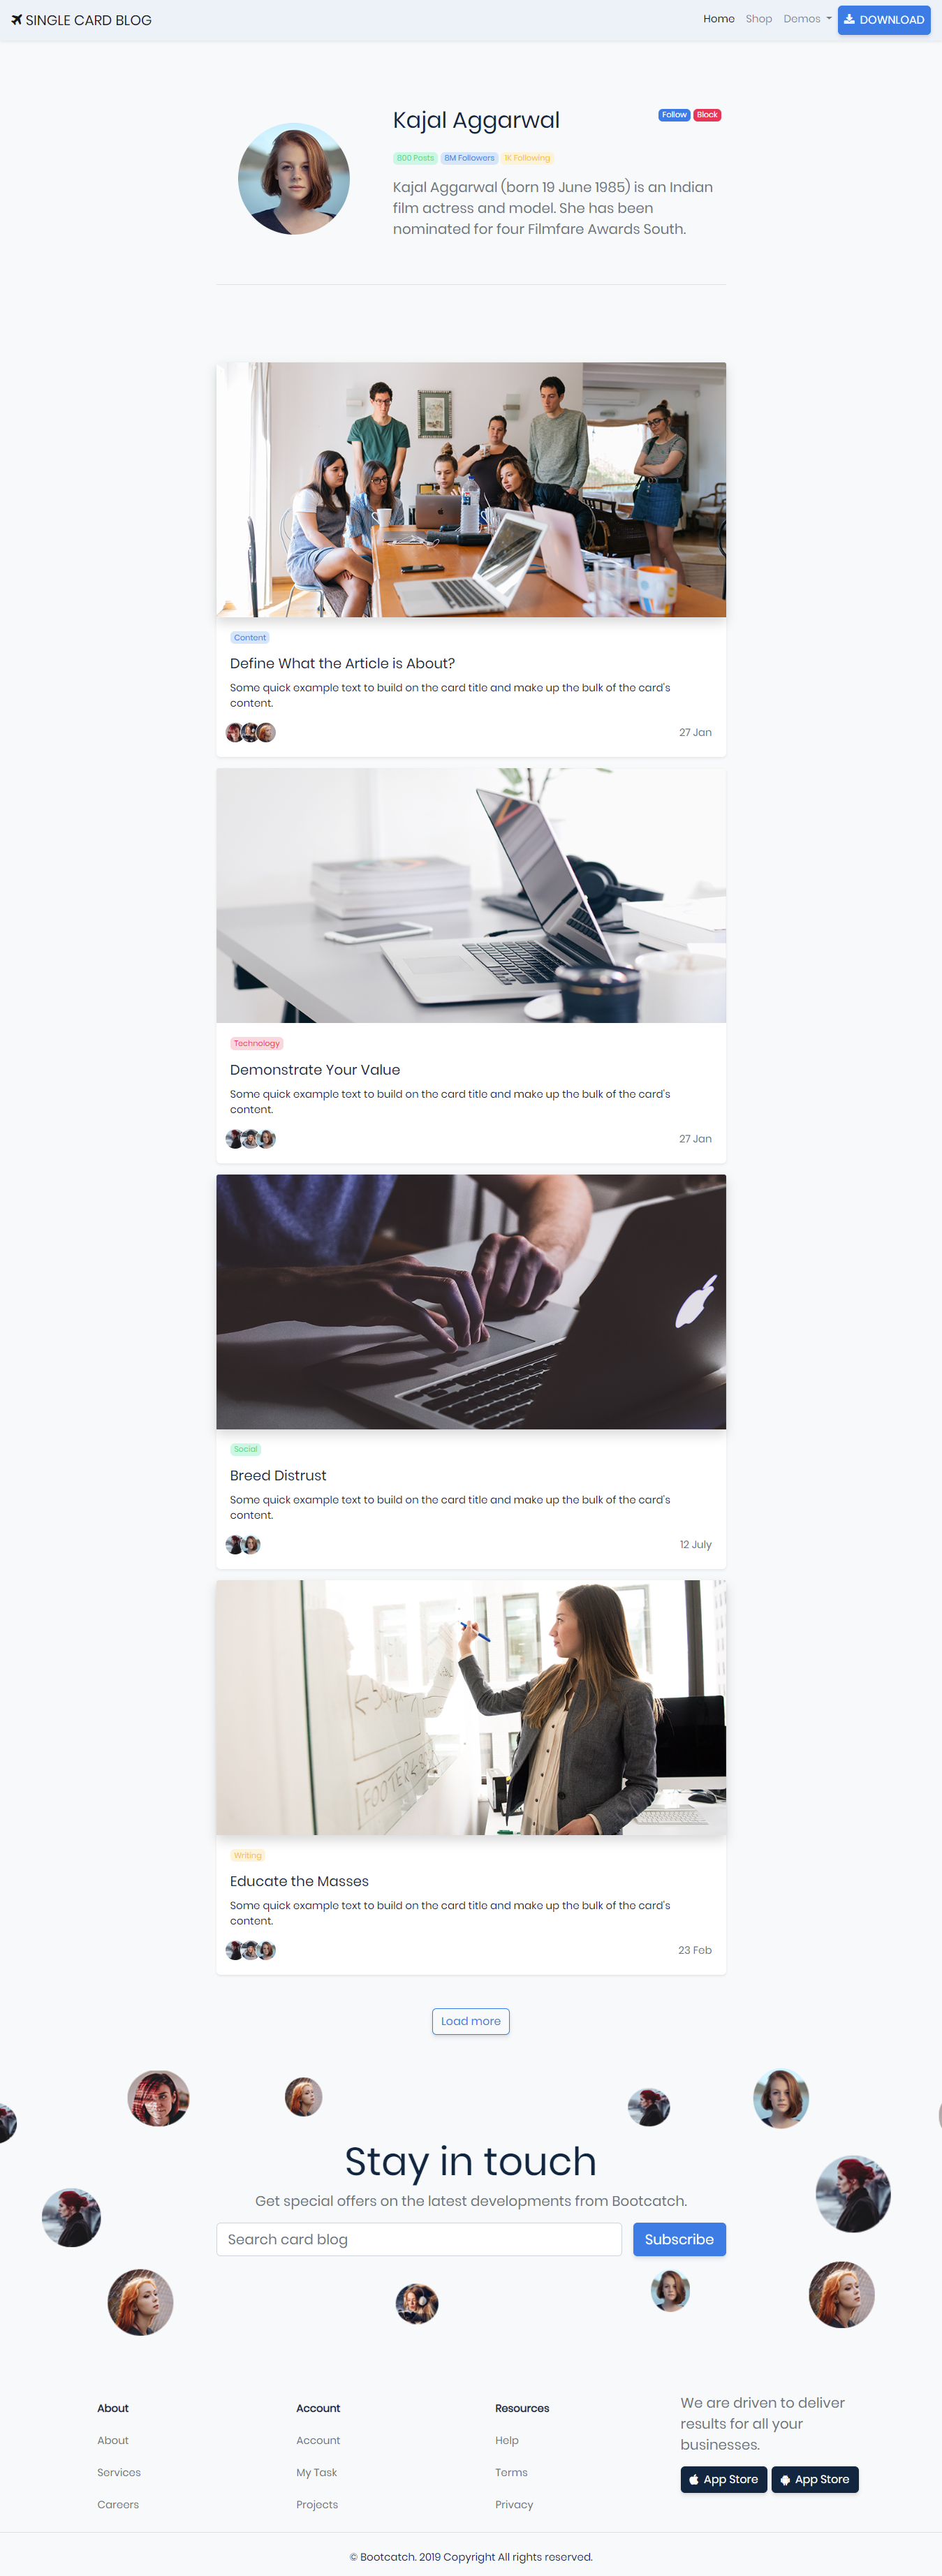 SINGLE CARD BLOG
Home
Shop
Demos
DOWNLOAD
Kajal Aggarwal
Follow
Block
800 Posts
8M Followers
1K Following
Kajal Aggarwal (born 19 June 1985) is an Indian
film actress and model. She has been
nominated for four Filmfare Awards South.
Content
Define What the Article is About?
Some quick example text to build on the card title and make up the bulk of the card's
content.
27 Jan
Technology
Demonstrate Your Value
Some quick example text to build on the card title and make up the bulk of the card's
content.
27 Jan
Social
Breed Distrust
Some quick example text to build on the card title and make up the bulk of the card's
content.
12 July
FOOTER
Writing
Educate the Masses
Some quick example text to build on the card title and make up the bulk of the card's
content.
23 Feb
Load more
Stay in touch
Get special offers on the latest developments from Bootcatch.
Search card blog
Subscribe
About
About
Services
Careers
Account
Account
My Task
Projects
Resources
Help
Terms
Privacy
We are driven to deliver
results for all your
businesses.
App Store
App Store
© Bootcatch. 2019 Copyright All rights reserved.